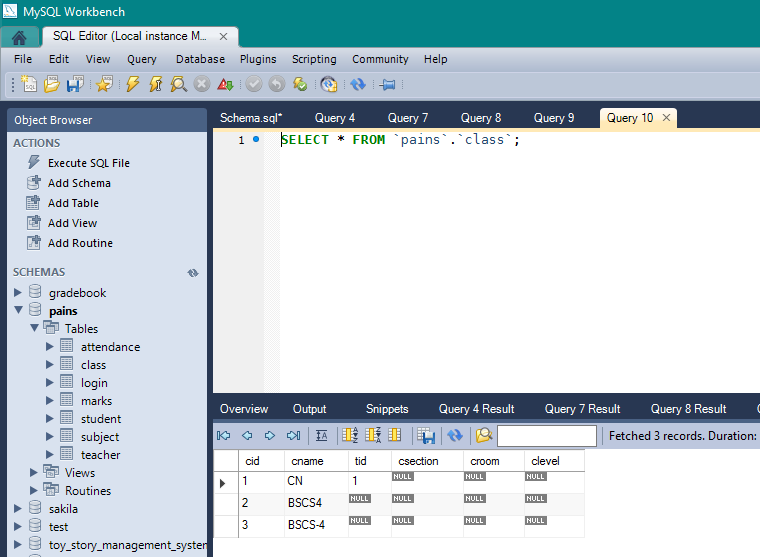 MySQL Workbench
SQL Editor (Local instance M...
File Edit View Query Database Plugins Scripting Community Help
Object Browser
Schema.sql* Query 4 Query 7 Query 8 Query 9 Query 10
ACTIONS
1 SELECT * FROM `pains`.`class`;
Execute SQL File
Add Schema
Add Table
Add View
Add Routine
SCHEMAS
gradebook
pains
Tables
attendance
class
login
marks
student
subject
teacher
Views
Routines
sakila
test
toy_story_management_system
Overview Output Snippets Query 4 Result Query 7 Result Query 8 Result
Fetched 3 records. Duration:
cid cname tid csection croom clevel
1 CN 1 NULL NULL NULL
2 BSCS4 NULL NULL NULL NULL
3 BSCS-4 NULL NULL NULL NULL